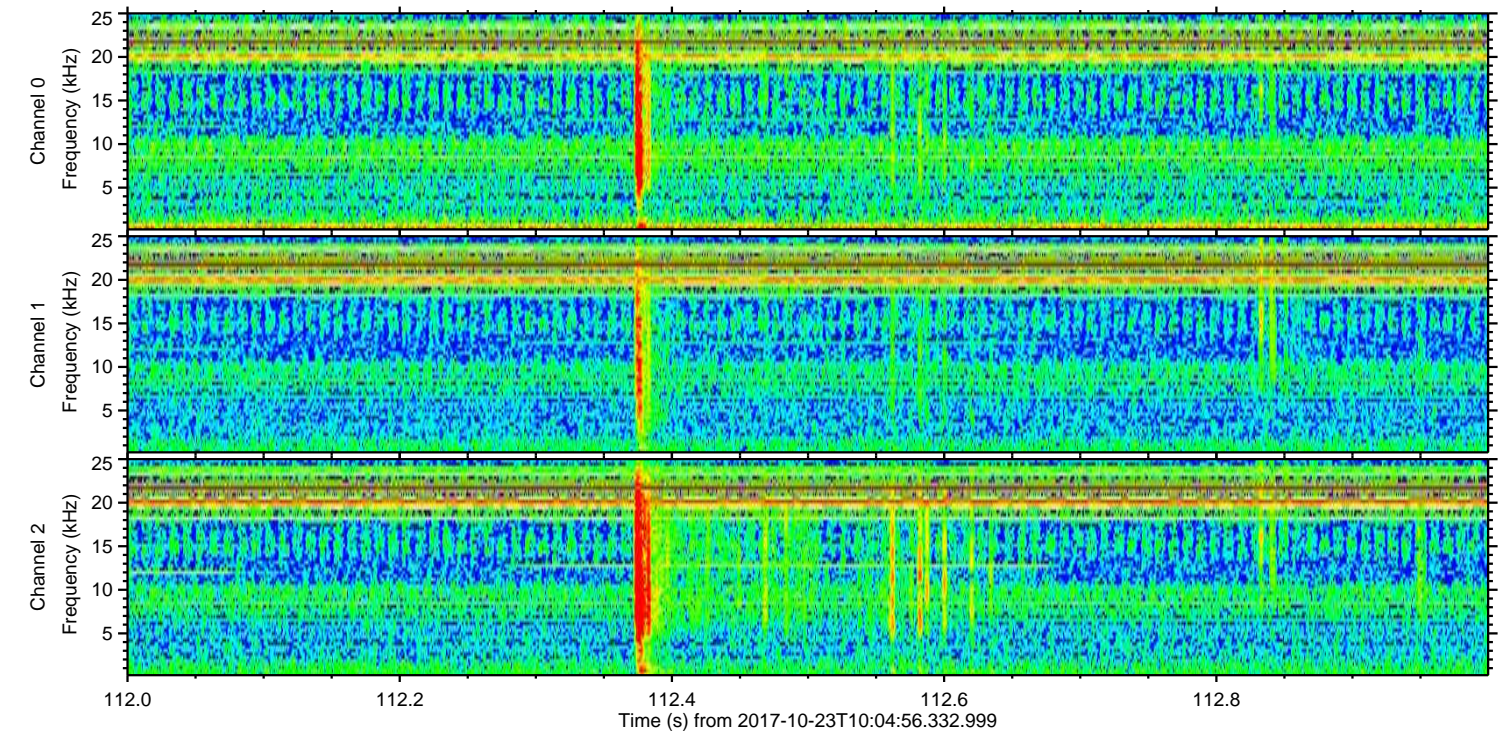 Channel 0
Frequency (kHz)
25
20
15
10
5
Channel 1
Frequency (kHz)
25
20
15
10
5
Channel 2
Frequency (kHz)
25
20
15
10
5
112.0 112.2 112.4 112.6 112.8
Time (s) from 2017-10-23T10:04:56.332.999